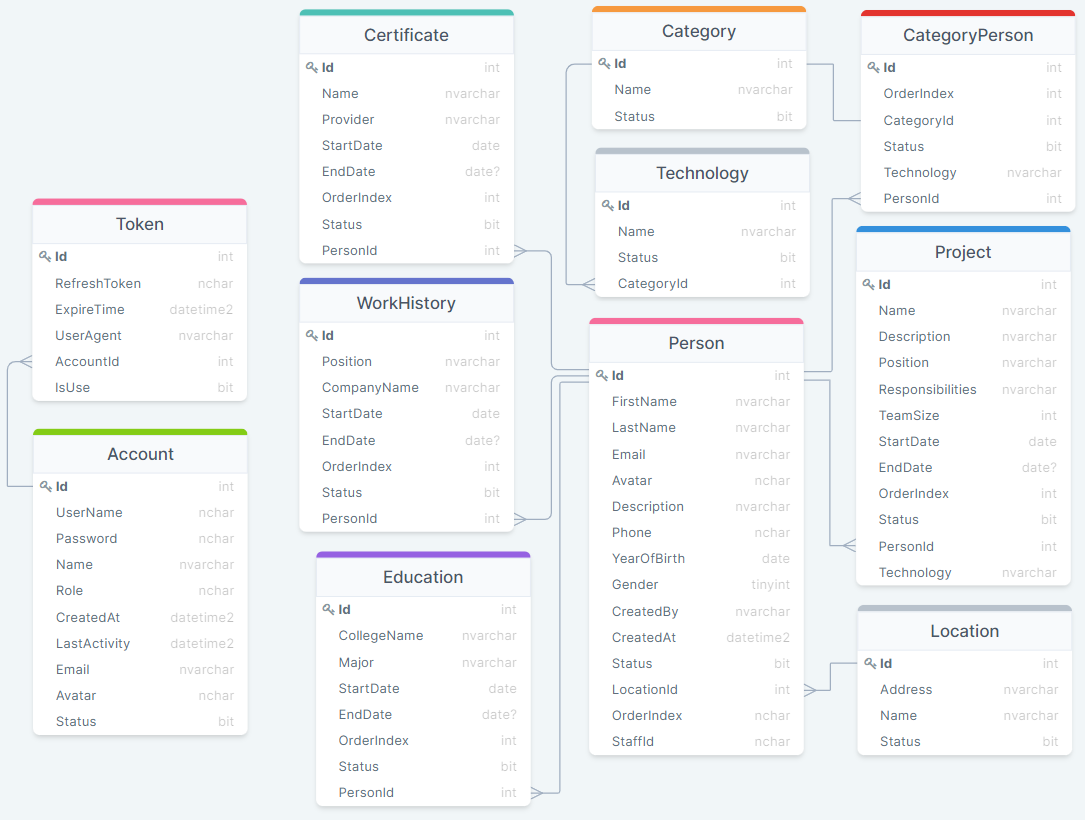 Certificate
Id int
Name nvarchar
Provider nvarchar
StartDate date
EndDate date?
OrderIndex int
Status bit
PersonId int
Category
Id int
Name nvarchar
Status bit
CategoryPerson
Id int
OrderIndex int
CategoryId int
Status bit
Technology nvarchar
PersonId int
Technology
Id int
Name nvarchar
Status bit
CategoryId int
Token
Id int
RefreshToken nchar
ExpireTime datetime2
UserAgent nvarchar
AccountId int
IsUse bit
WorkHistory
Id int
Position nvarchar
CompanyName nvarchar
StartDate date
EndDate date?
OrderIndex int
Status bit
PersonId int
Person
Id int
FirstName nvarchar
LastName nvarchar
Email nvarchar
Avatar nchar
Description nvarchar
Phone nchar
YearOfBirth date
Gender tinyint
CreatedBy nvarchar
CreatedAt datetime2
Status bit
LocationId int
OrderIndex nchar
StaffId nchar
Project
Id int
Name nvarchar
Description nvarchar
Position nvarchar
Responsibilities nvarchar
TeamSize int
StartDate date
EndDate date?
OrderIndex int
Status bit
PersonId int
Technology nvarchar
Account
Id int
UserName nchar
Password nchar
Name nvarchar
Role nchar
CreatedAt datetime2
LastActivity datetime2
Email nvarchar
Avatar nchar
Status bit
Education
Id int
CollegeName nvarchar
Major nvarchar
StartDate date
EndDate date?
OrderIndex int
Status bit
PersonId int
Location
Id int
Address nvarchar
Name nvarchar
Status bit